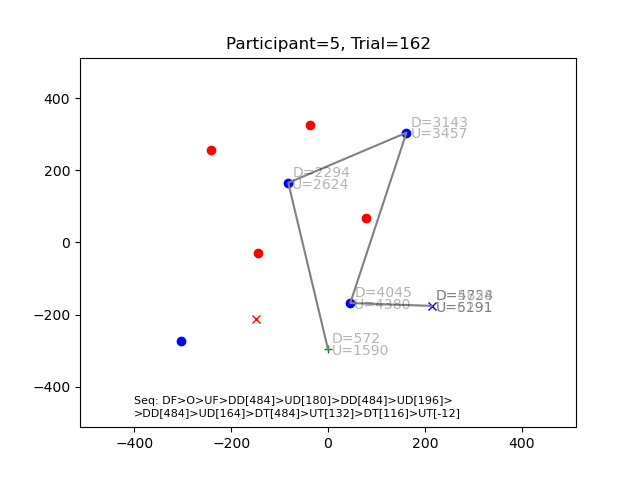 Participant=5, Trial=162
400
200
0
−200
−400
D=3143
U=3457
D=2294
U=2624
D=4045
U=4380
D=572
U=1590
Seq: DF>O>UF>DD[484]>UD[180]>DD[484]>UD[196]>
>DD[484]>UD[164]>DT[484]>UT[132]>DT[116]>UT[-12]
−400
−200
0
200
400